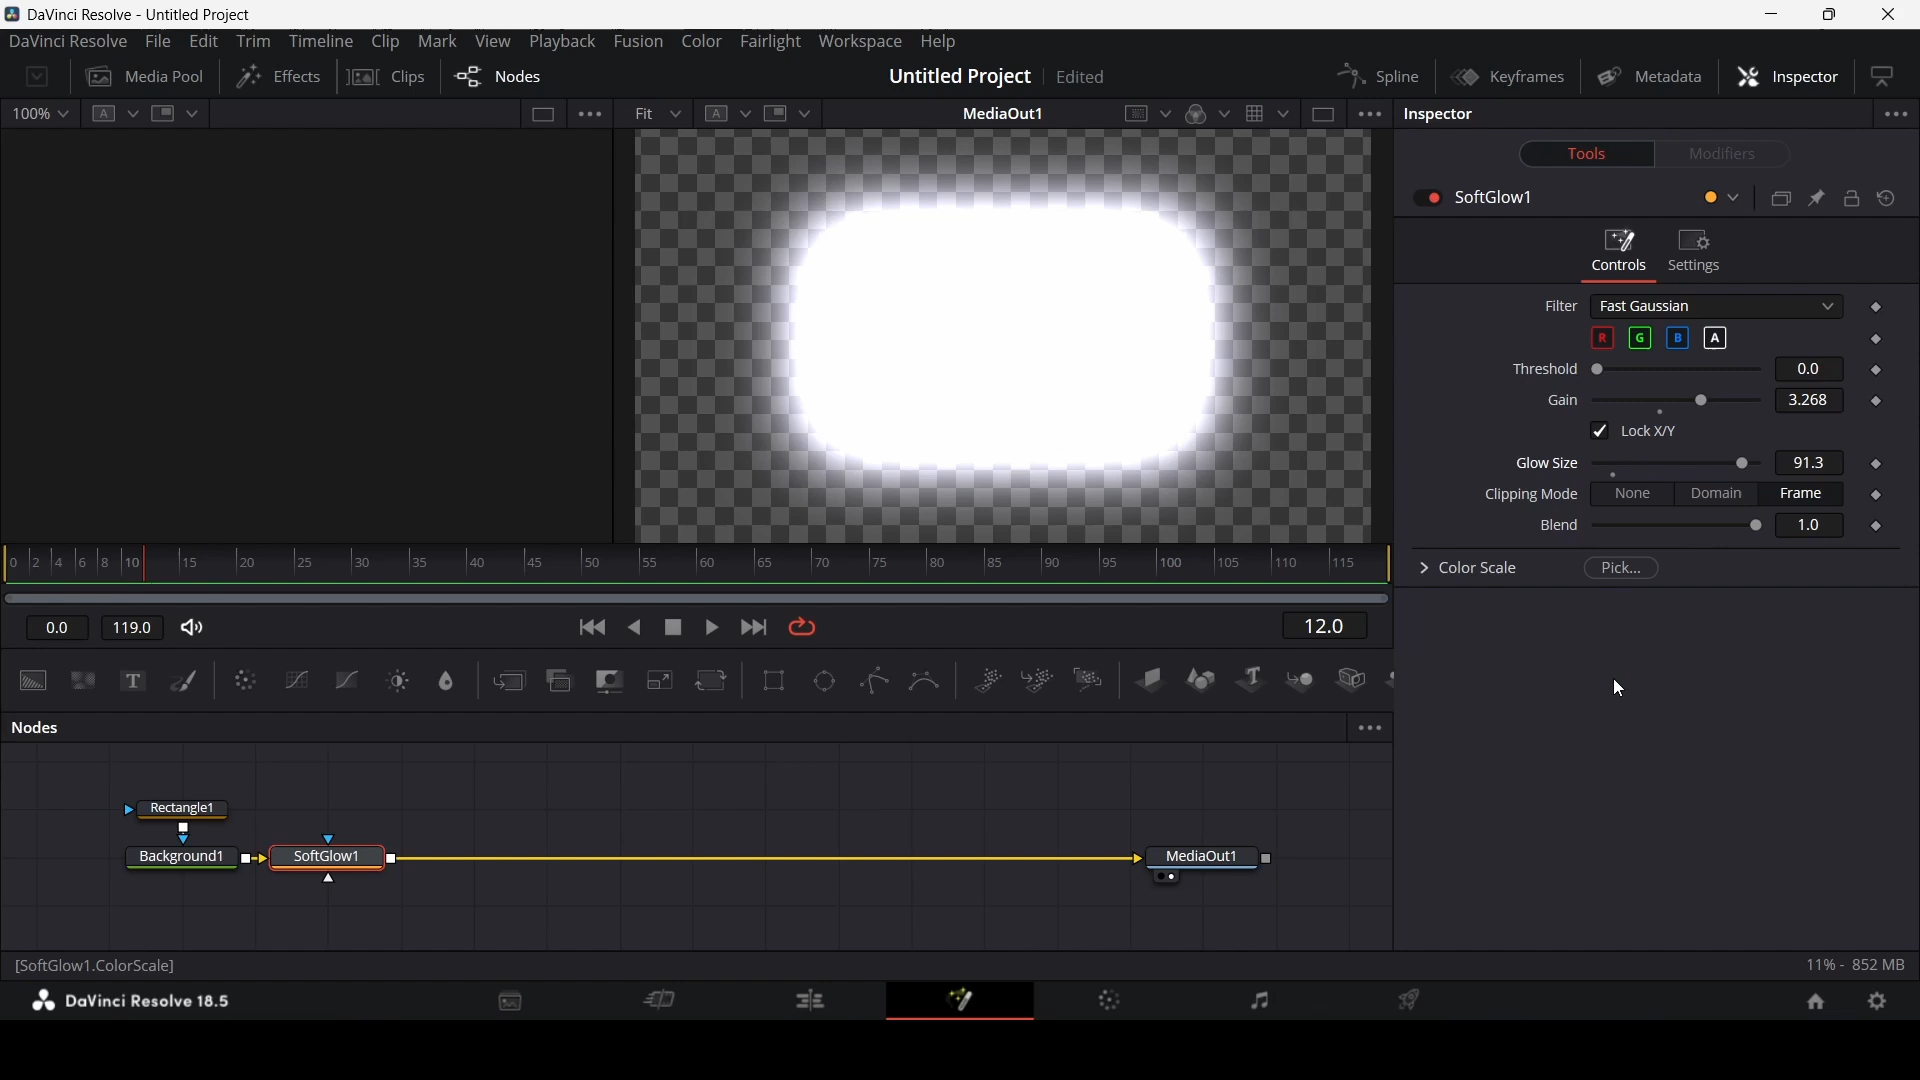 DaVinci Resolve - Untitled Project
DaVinci Resolve File Edit Trim Timeline Clip Mark View Playback Fusion Color Fairlight Workspace Help
Media Pool Effects Clips Nodes Untitled Project Edited Spline Keyframes Metadata Inspector
100% A Fit A MediaOut1 Inspector
Tools Modifiers
SoftGlow1
Controls Settings
Filter Fast Gaussian
R G B A
Threshold 0.0
Gain 3.268
Lock X/Y
Glow Size 91.3
Clipping Mode None Domain Frame
Blend 1.0
Color Scale Pick...
0 2 4 6 8 10 15 20 25 30 35 40 45 50 55 60 65 70 75 80 85 90 95 100 105 110 115
0.0 119.0 12.0
T T
Nodes
Rectangle1
Background1 SoftGlow1 MediaOut1
[SoftGlow1.ColorScale] 11% - 852 MB
DaVinci Resolve 18.5